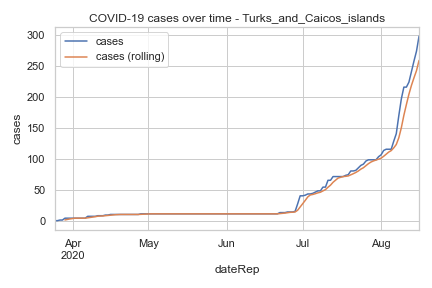 COVID-19 cases over time - Turks_and_Caicos_islands
cases
cases (rolling)
300
250
200
150
100
50
0
cases
Apr May Jun Jul Aug
2020
dateRep